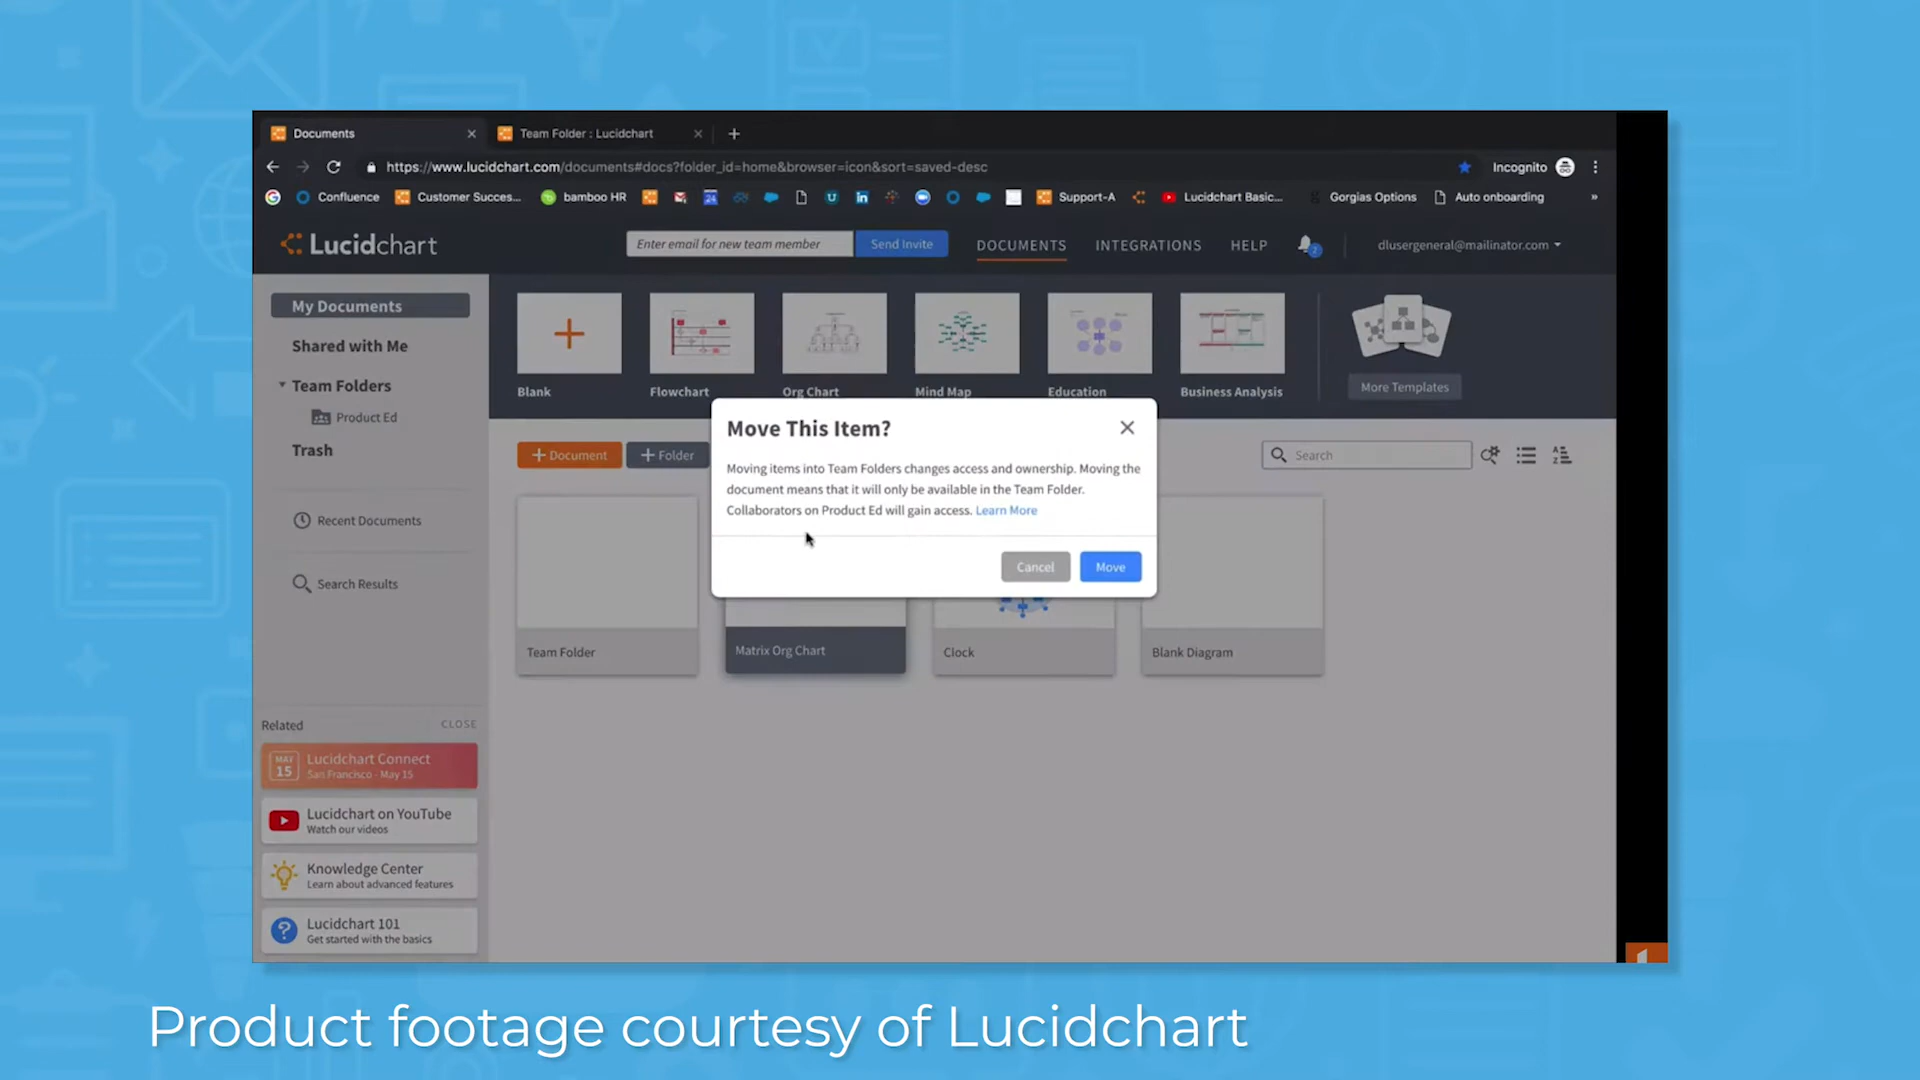 Documents
Team Folder : Lucidchart
https://www.lucidchart.com/documents#docs?folder_id=home&browser=icon&sort=saved-desc
Incognito
Confluence
Customer Succes...
bamboo HR
Support-A
Lucidchart Basic...
Gorgias Options
Auto onboarding
»
Lucidchart
Enter email for new team member
Send Invite
DOCUMENTS
INTEGRATIONS
HELP
2
dlusergeneral@mailinator.com
My Documents
Shared with Me
Team Folders
Product Ed
Trash
Recent Documents
Search Results
Blank
Flowchart
Org Chart
Mind Map
Education
Business Analysis
More Templates
+ Document
+ Folder
Search
Move This Item?
Moving items into Team Folders changes access and ownership. Moving the
document means that it will only be available in the Team Folder.
Collaborators on Product Ed will gain access. Learn More
Cancel
Move
Team Folder
Matrix Org Chart
Clock
Blank Diagram
Related
CLOSE
MAY
15
Lucidchart Connect
San Francisco - May 15
Lucidchart on YouTube
Watch our videos
Knowledge Center
Learn about advanced features
Lucidchart 101
Get started with the basics
Product footage courtesy of Lucidchart